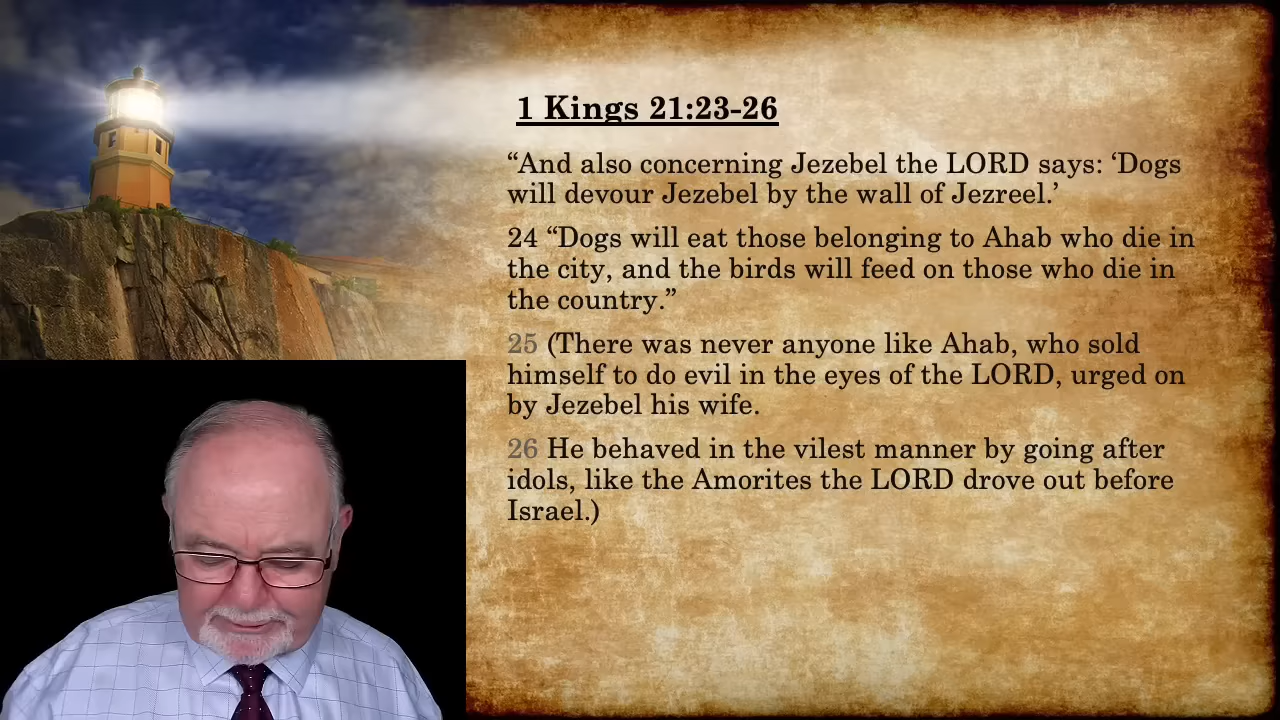 1 Kings 21:23-26
“And also concerning Jezebel the LORD says: ‘Dogs
will devour Jezebel by the wall of Jezreel.’
24 “Dogs will eat those belonging to Ahab who die in
the city, and the birds will feed on those who die in
the country.”
25 (There was never anyone like Ahab, who sold
himself to do evil in the eyes of the LORD, urged on
by Jezebel his wife.
26 He behaved in the vilest manner by going after
idols, like the Amorites the LORD drove out before
Israel.)